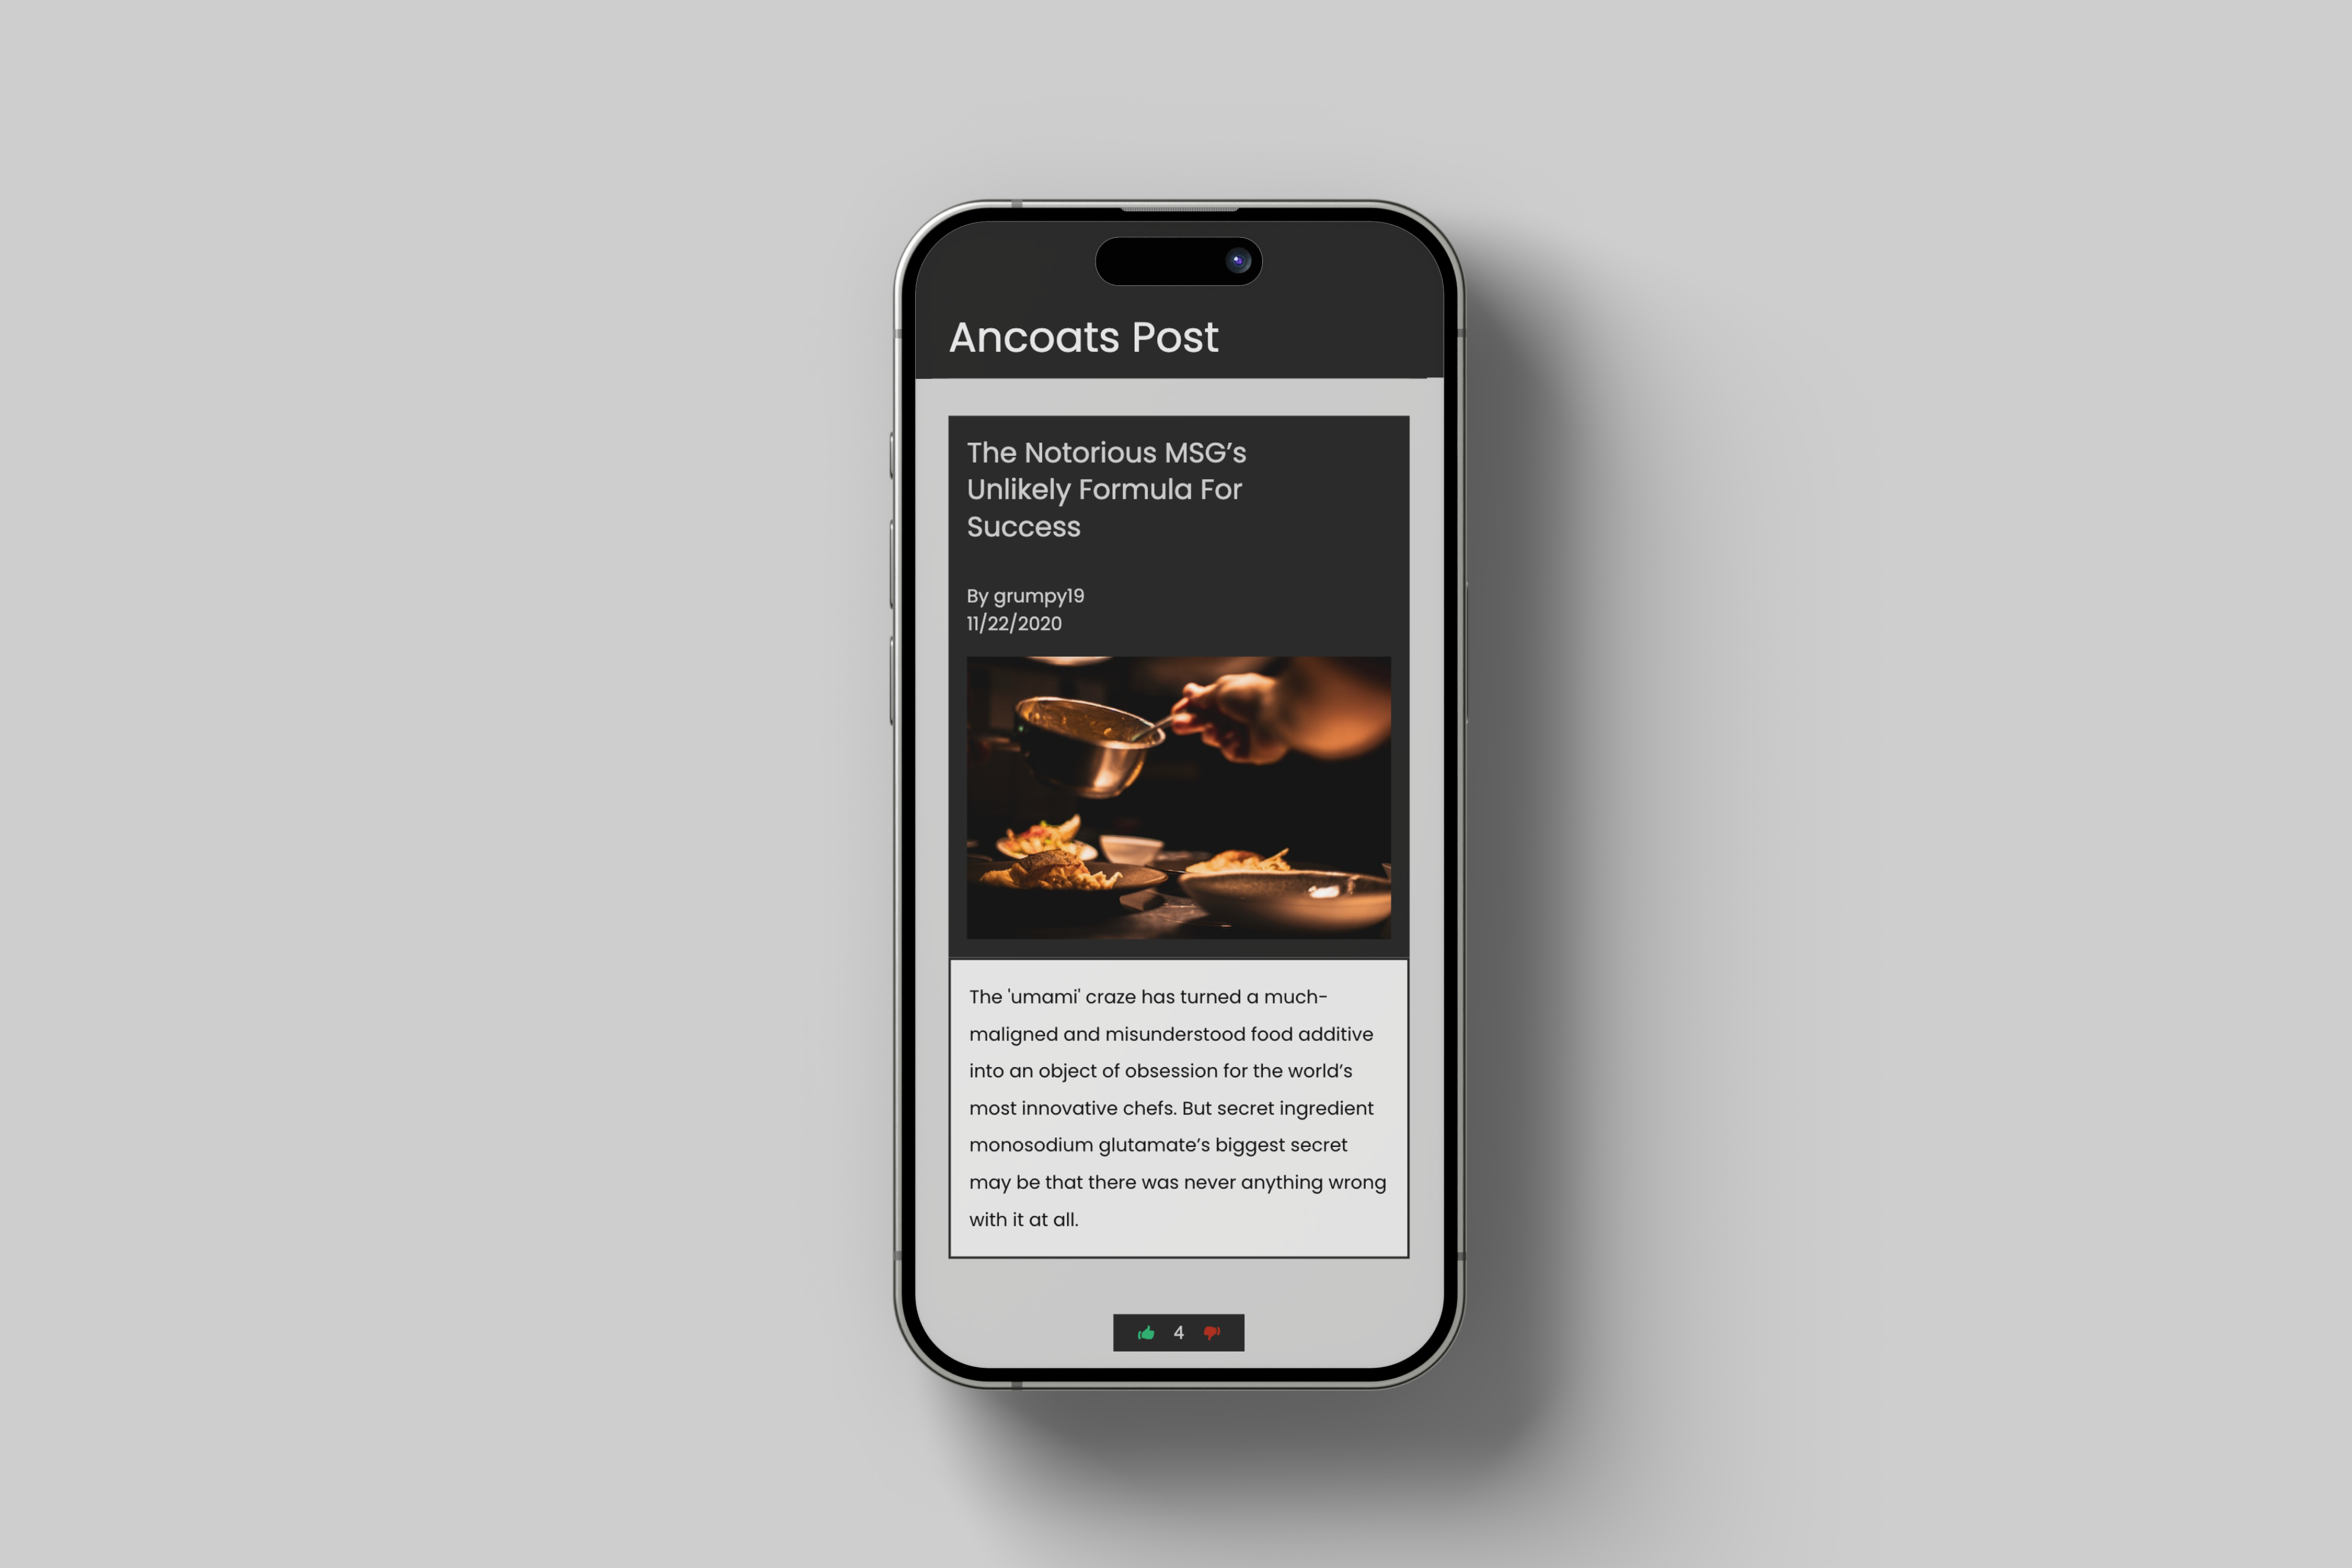 Ancoats Post
The Notorious MSG’s
Unlikely Formula For
Success
By grumpy19
11/22/2020
The 'umami' craze has turned a much-
maligned and misunderstood food additive
into an object of obsession for the world’s
most innovative chefs. But secret ingredient
monosodium glutamate’s biggest secret
may be that there was never anything wrong
with it at all.
4